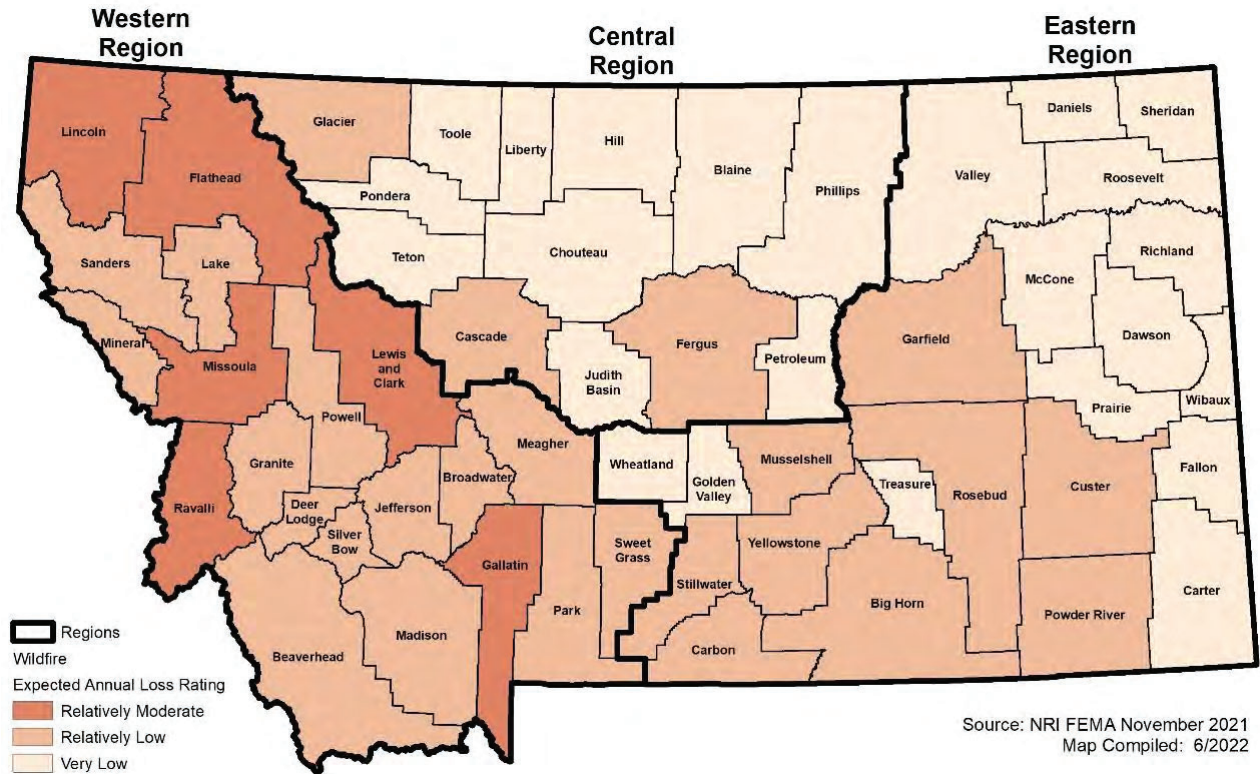 Western
Region
Central
Region
Eastern
Region
Lincoln
Flathead
Glacier
Toole
Liberty
Hill
Blaine
Phillips
Valley
Daniels
Sheridan
Roosevelt
Pondera
Teton
Chouteau
Richland
McCone
Sanders
Lake
Dawson
Mineral
Missoula
Lewis
and
Clark
Cascade
Judith
Basin
Fergus
Petroleum
Garfield
Prairie
Wibaux
Powell
Granite
Meagher
Broadwater
Wheatland
Golden
Valley
Musselshell
Treasure
Rosebud
Custer
Fallon
Ravalli
Deer
Lodge
Silver
Bow
Jefferson
Gallatin
Sweet
Grass
Yellowstone
Stillwater
Park
Big Horn
Powder River
Carter
Madison
Beaverhead
Carbon
Regions
Wildfire
Expected Annual Loss Rating
Relatively Moderate
Relatively Low
Very Low
Source: NRI FEMA November 2021
Map Compiled: 6/2022